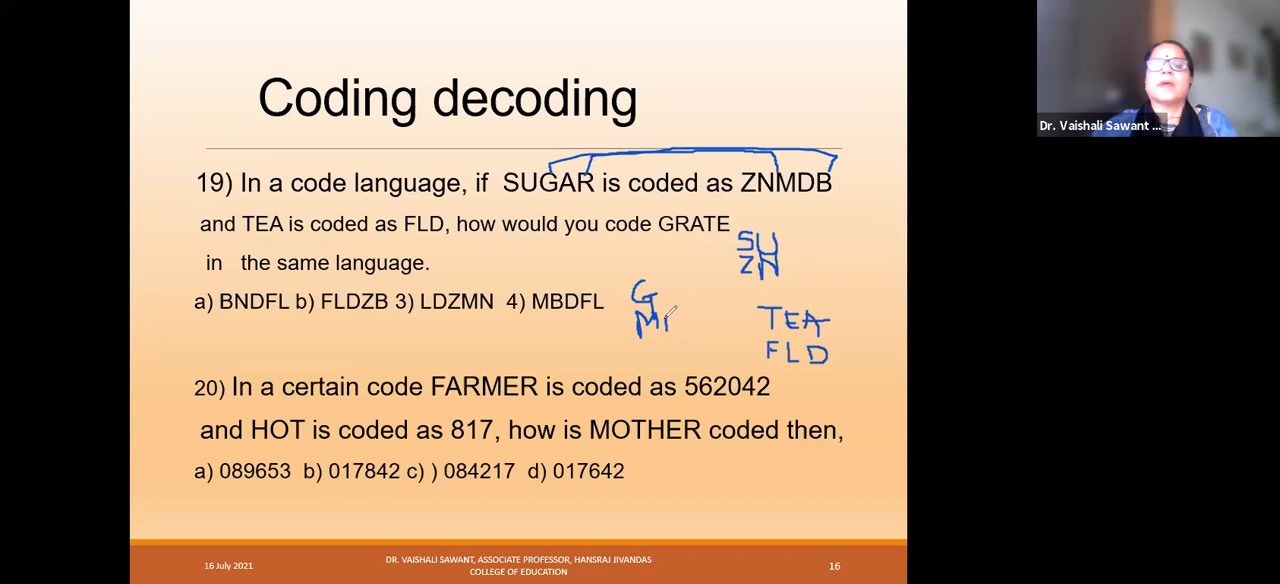 Coding decoding
19) In a code language, if SUGAR is coded as ZNMDB
and TEA is coded as FLD, how would you code GRATE
in the same language.
a) BNDFL b) FLDZB 3) LDZMN 4) MBDFL
SU
ZN
G
M
TEA
FLD
20) In a certain code FARMER is coded as 562042
and HOT is coded as 817, how is MOTHER coded then,
a) 089653 b) 017842 c) ) 084217 d) 017642
16 July 2021
DR. VAISHALI SAWANT, ASSOCIATE PROFESSOR, HANSRAJ JIVANDAS
COLLEGE OF EDUCATION
16
Dr. Vaishali Sawant ...